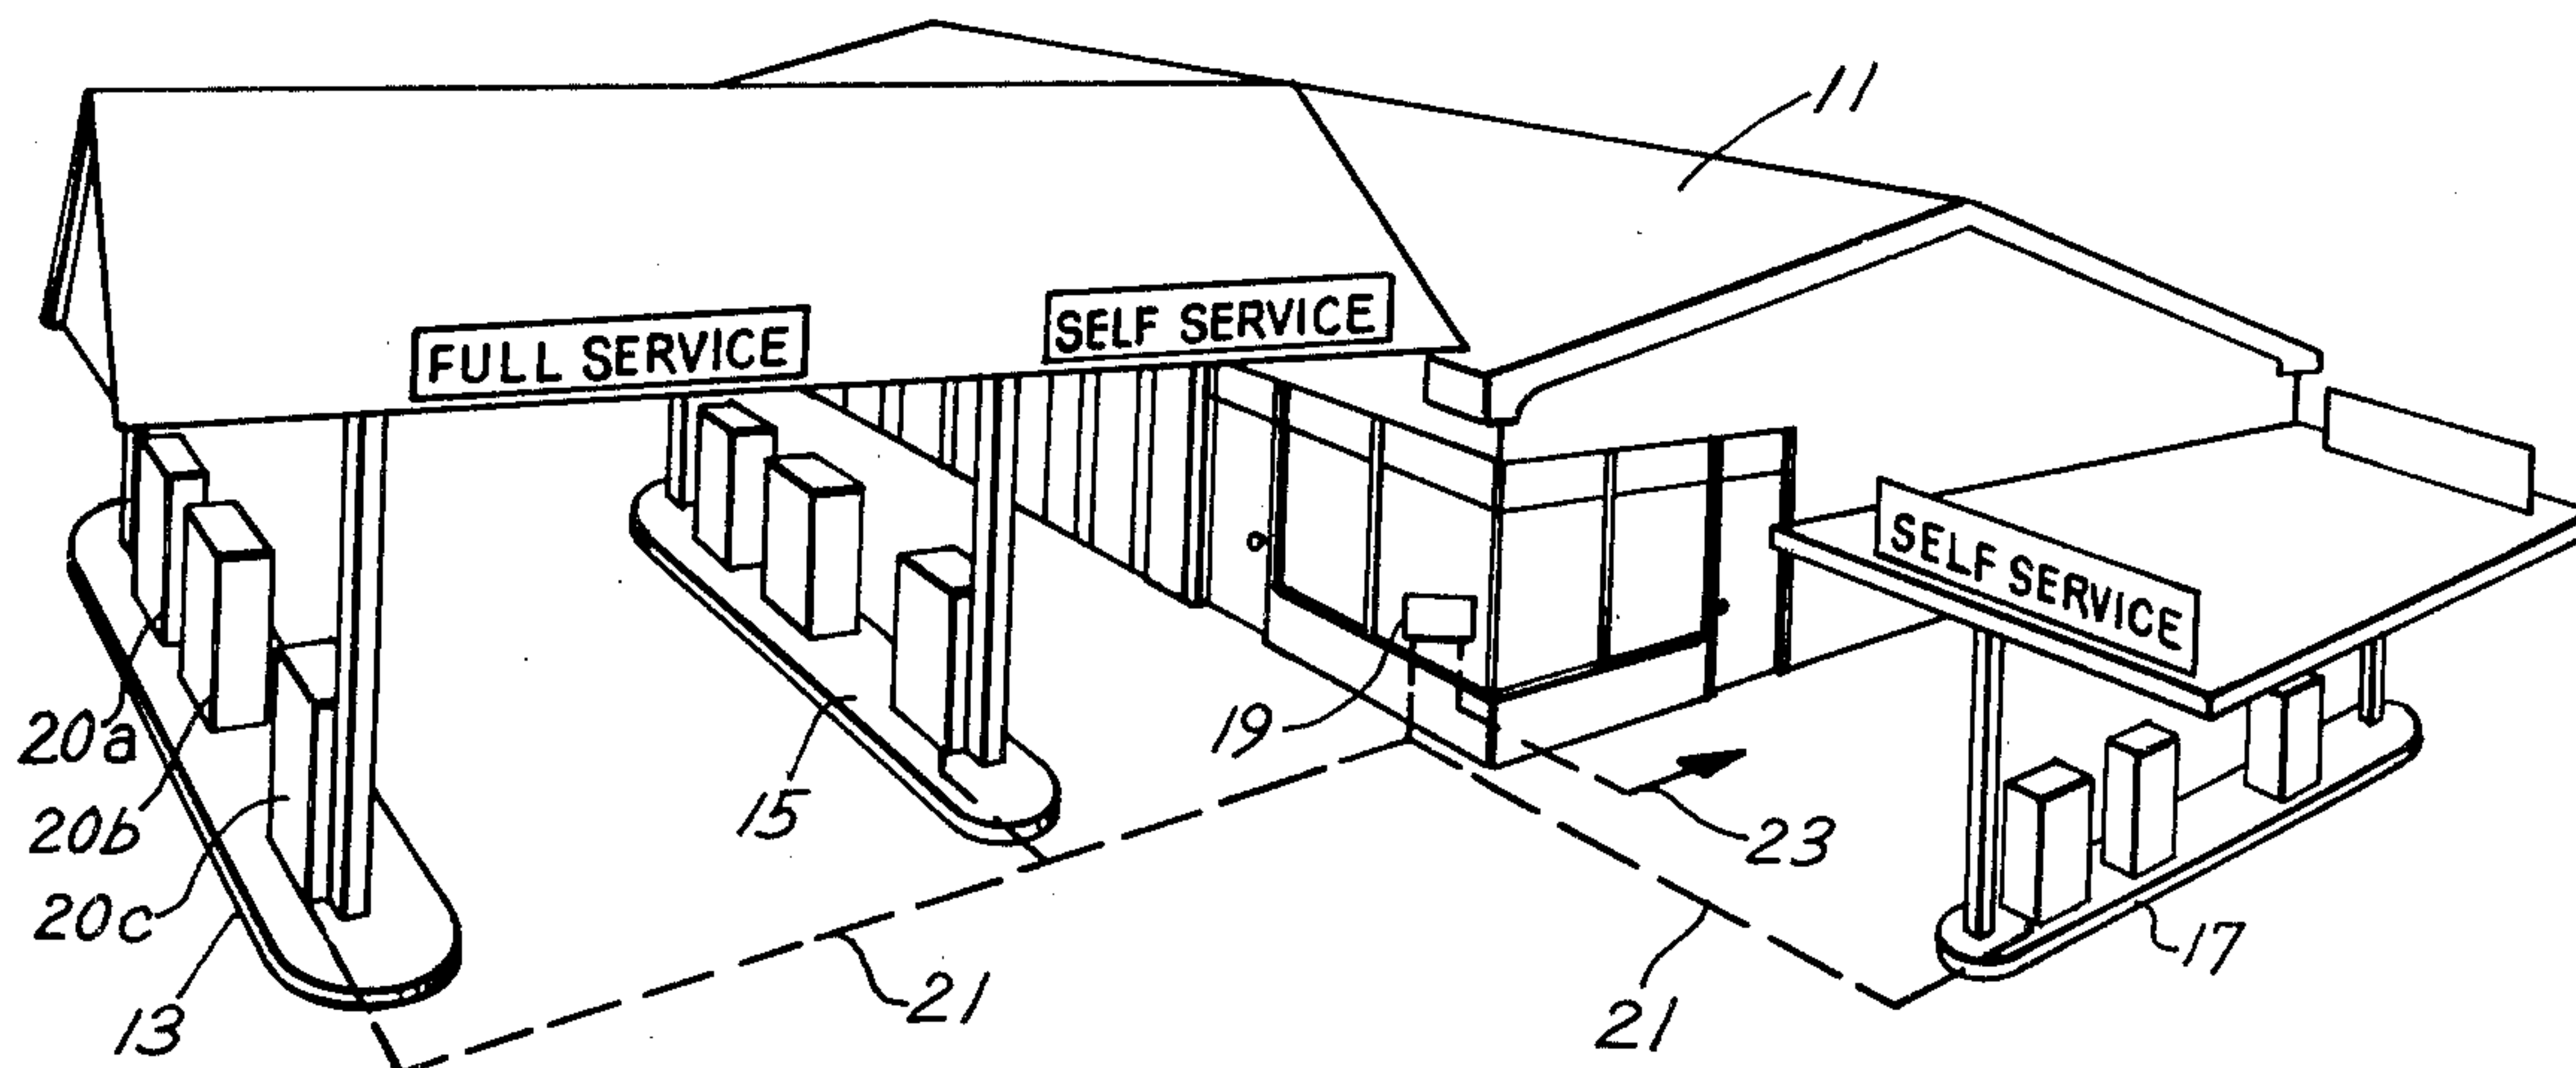 11
SELF SERVICE
FULL SERVICE
SELF SERVICE
20a
19
20b
15
23
20c
17
21
21
13